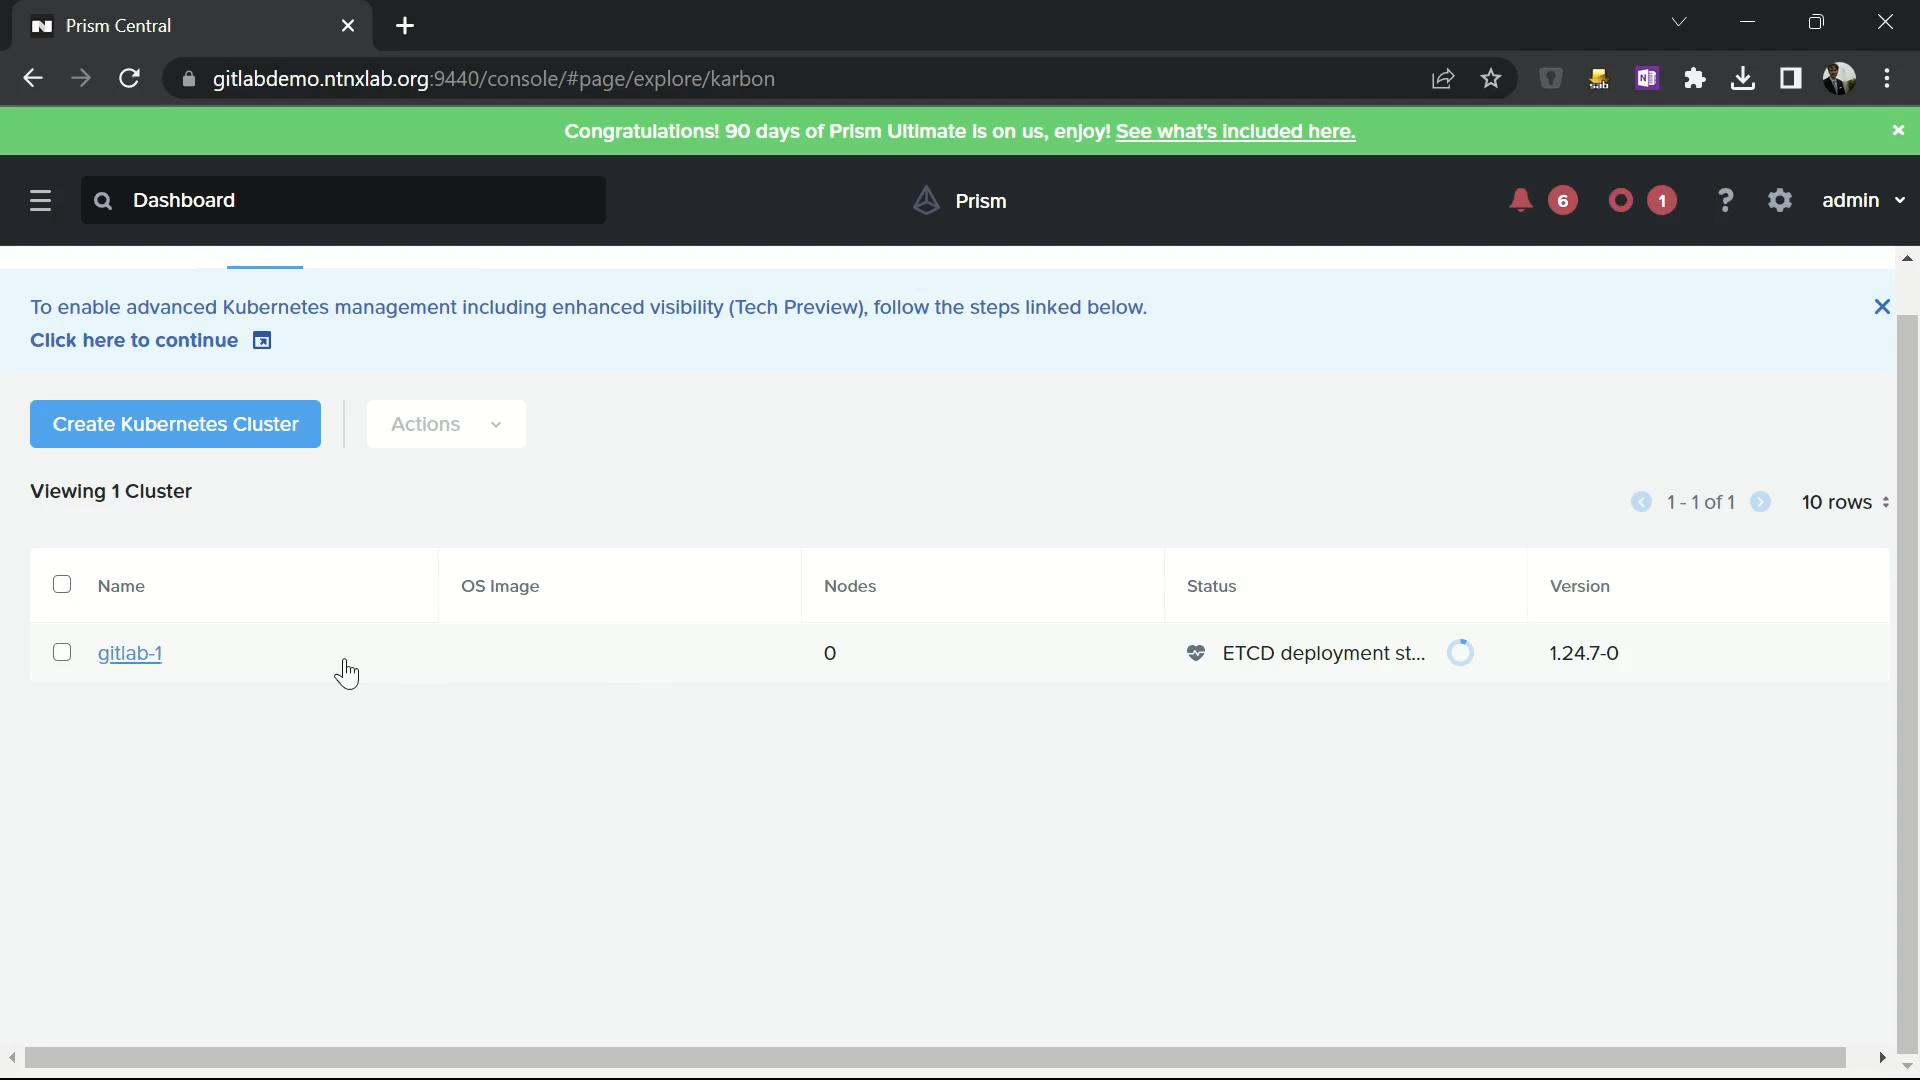 Prism Central
gitlabdemo.ntnxlab.org:9440/console/#page/explore/karbon
Congratulations! 90 days of Prism Ultimate is on us, enjoy! See what's included here.
Dashboard
Prism
6
1
?
admin
To enable advanced Kubernetes management including enhanced visibility (Tech Preview), follow the steps linked below.
Click here to continue
Create Kubernetes Cluster
Actions
Viewing 1 Cluster
1 - 1 of 1
10 rows
Name
OS Image
Nodes
Status
Version
gitlab-1
0
ETCD deployment st...
1.24.7-0